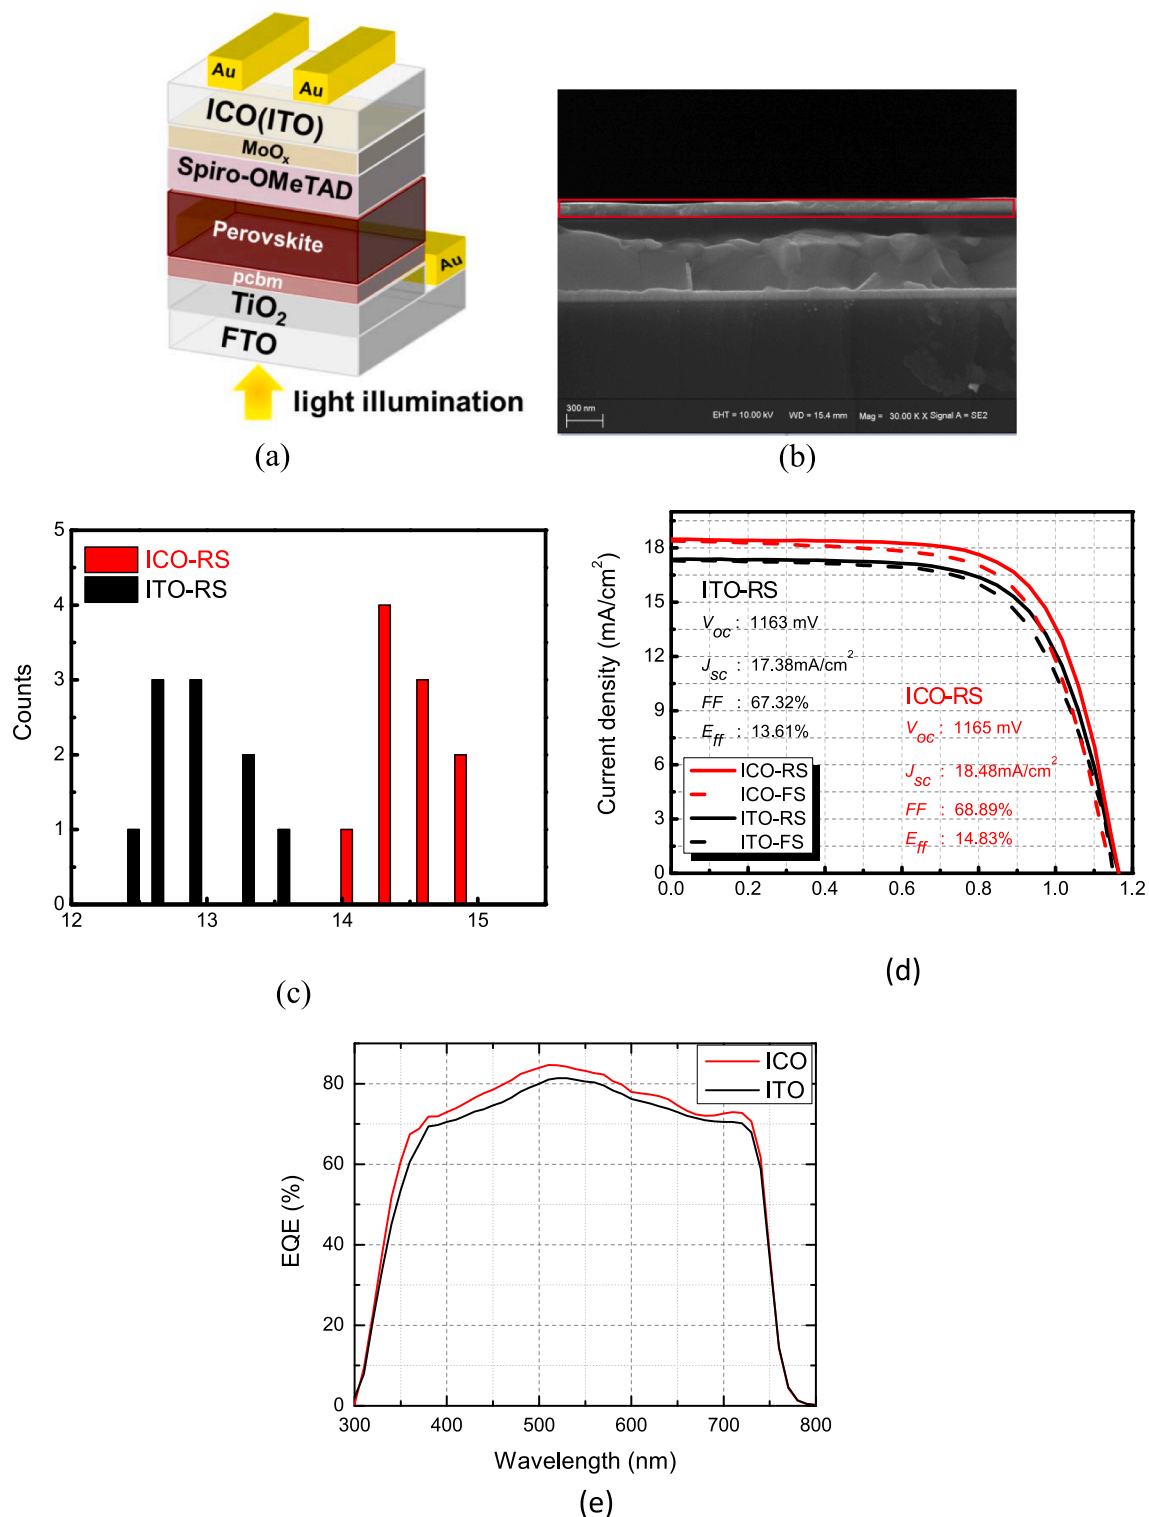 Au
Au
ICO(ITO)
MoOx
Spiro-OMeTAD
Perovskite
Au
pcbm
TiO2
FTO
light illumination
(a)
300 nm
EHT = 10.00 kV WD = 15.4 mm Mag = 30.00 K X Signal A = SE2
(b)
5
4
3
2
1
0
Counts
ICO-RS
ITO-RS
12 13 14 15
(c)
18
15
12
9
6
3
0
Current density (mA/cm2)
ITO-RS
Voc : 1163 mV
Jsc : 17.38mA/cm2
FF : 67.32%
Eff : 13.61%
ICO-RS
Voc : 1165 mV
Jsc : 18.48mA/cm2
FF : 68.89%
Eff : 14.83%
ICO-RS
ICO-FS
ITO-RS
ITO-FS
0.0 0.2 0.4 0.6 0.8 1.0 1.2
(d)
ICO
ITO
80
60
40
20
0
EQE (%)
300 400 500 600 700 800
Wavelength (nm)
(e)